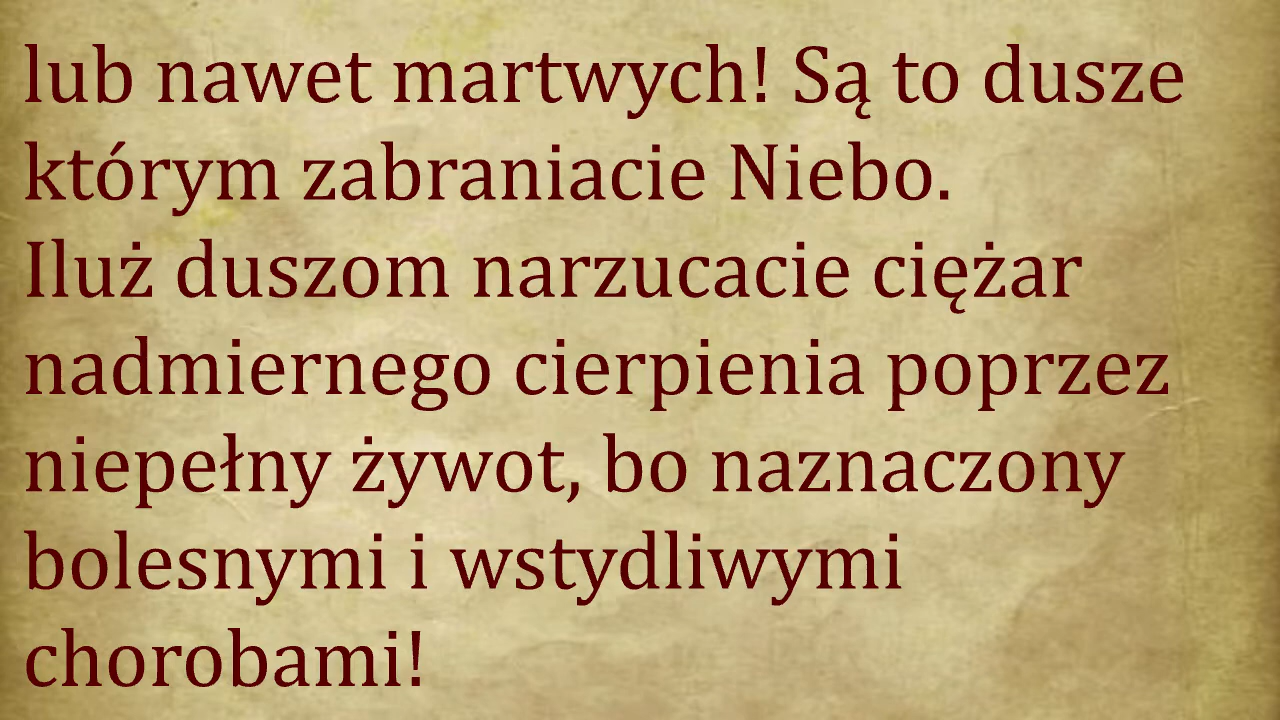 lub nawet martwych! Są to dusze
którym zabraniacie Niebo.
Iluż duszom narzucacie ciężar
nadmiernego cierpienia poprzez
niepełny żywot, bo naznaczony
bolesnymi i wstydliwymi
chorobami!